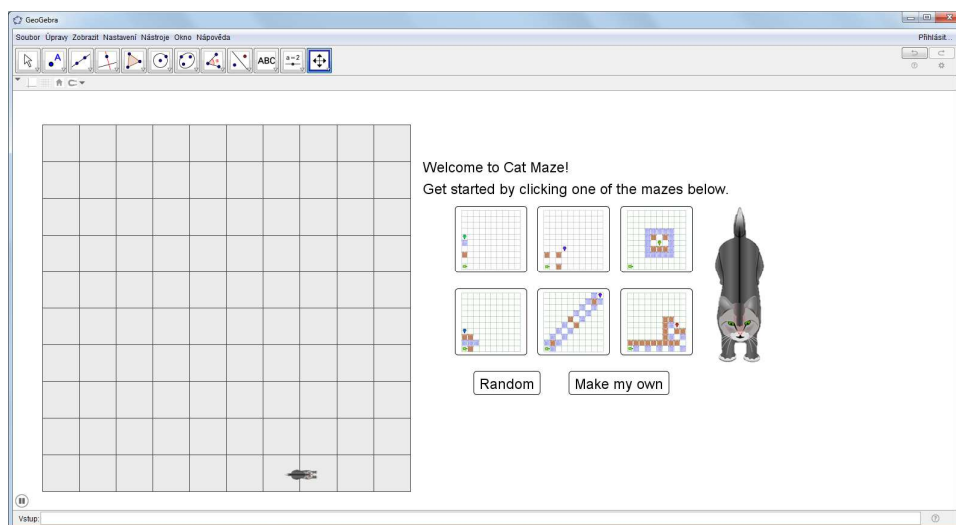 GeoGebra
Soubor Úpravy Zobrazit Nastavení Nástroje Okno Nápověda Přihlásit...
ABC a=2
Welcome to Cat Maze!
Get started by clicking one of the mazes below.
Random Make my own
Vstup: